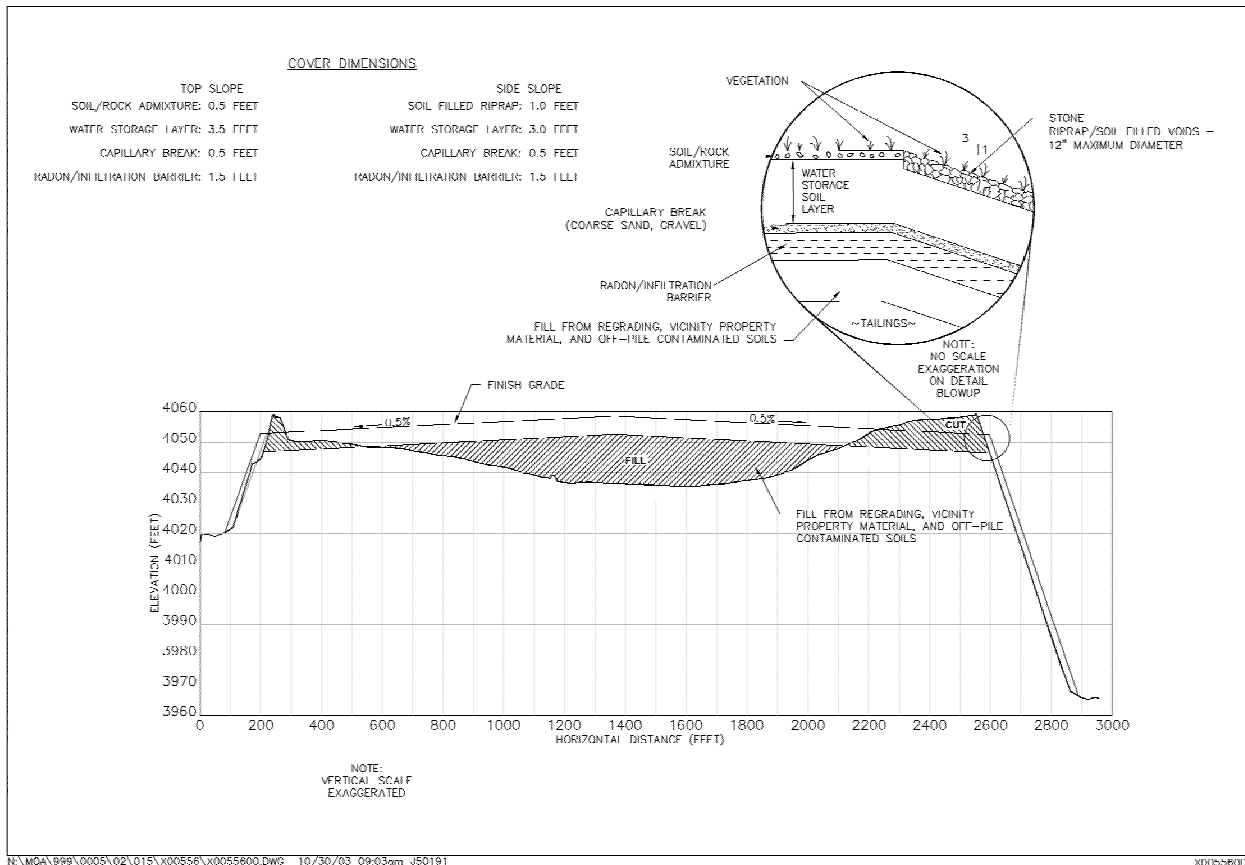 COVER DIMENSIONS
TOP SLOPE
SOIL/ROCK ADMIXTURE: 0.5 FEET
WATER STORAGE LAYER: 3.5 FEET
CAPILLARY BREAK: 0.5 FEET
RADON/INFILTRATION BARRIER: 1.5 FEET
SIDE SLOPE
SOIL FILLED RIPRAP: 1.0 FEET
WATER STORAGE LAYER: 3.0 FEET
CAPILLARY BREAK: 0.5 FEET
RADON/INFILTRATION BARRIER: 1.5 FEET
VEGETATION
STONE
RIPRAP/SOIL FILLED VOIDS –
12" MAXIMUM DIAMETER
3
1
SOIL/ROCK
ADMIXTURE
WATER
STORAGE
SOIL
LAYER
CAPILLARY BREAK
(COARSE SAND, GRAVEL)
RADON/INFILTRATION
BARRIER
FILL FROM REGRADING, VICINITY PROPERTY
MATERIAL, AND OFF-PILE CONTAMINATED SOILS
~TAILINGS~
NOTE:
NO SCALE
EXAGGERATION
ON DETAIL
BLOWUP
FINISH GRADE
0.5%
0.5%
CUT
FILL
FILL FROM REGRADING, VICINITY
PROPERTY MATERIAL, AND OFF-PILE
CONTAMINATED SOILS
ELEVATION (FEET)
4060
4050
4040
4030
4020
4010
4000
3990
3980
3970
3960
0 200 400 600 800 1000 1200 1400 1600 1800 2000 2200 2400 2600 2800 3000
HORIZONTAL DISTANCE (FEET)
NOTE:
VERTICAL SCALE
EXAGGERATED
N:\MOA\999\0005\02\015\X00556\X0055600.DWG 10/30/03 09:03am J50191
X0055600